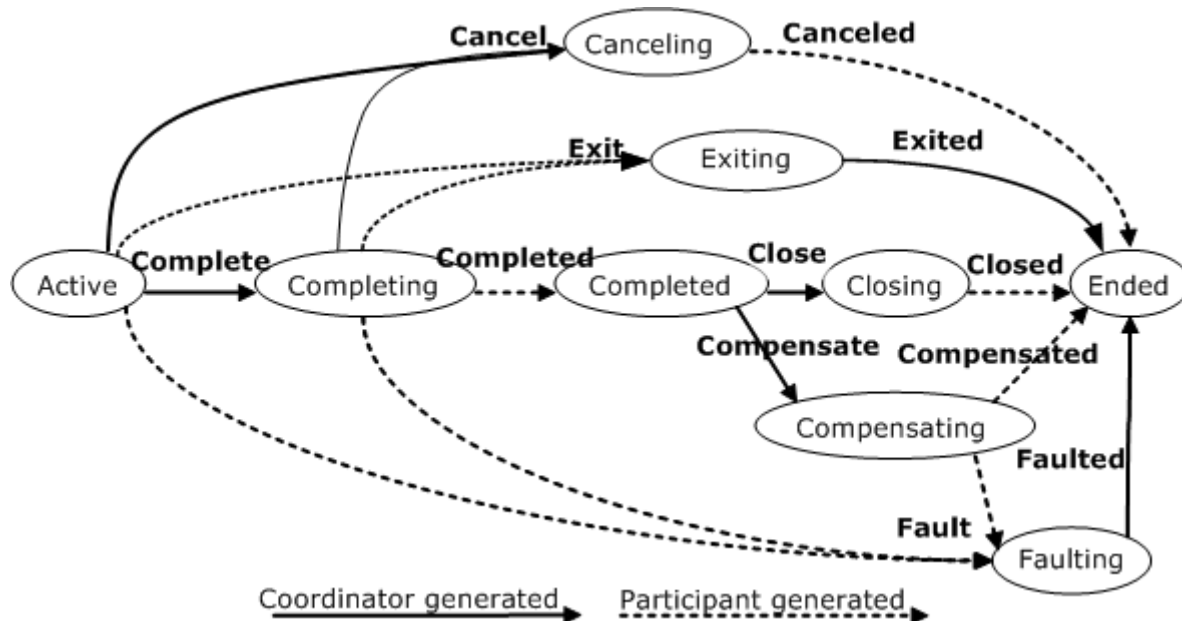 Cancel
Canceling
Canceled
Exit
Exiting
Exited
Active
Complete
Completing
Completed
Completed
Close
Closing
Closed
Ended
Compensate
Compensated
Compensating
Faulted
Fault
Faulting
Coordinator generated
Participant generated